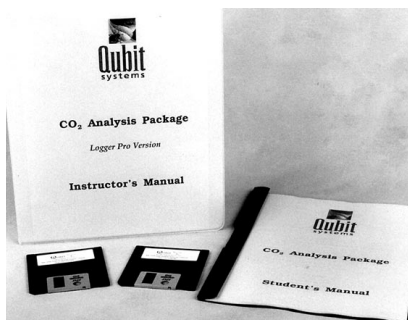 Qubit
systems
CO₂ Analysis Package
Logger Pro Version
Instructor's Manual
Qubit
systems
CO₂ Analysis Package
Student's Manual